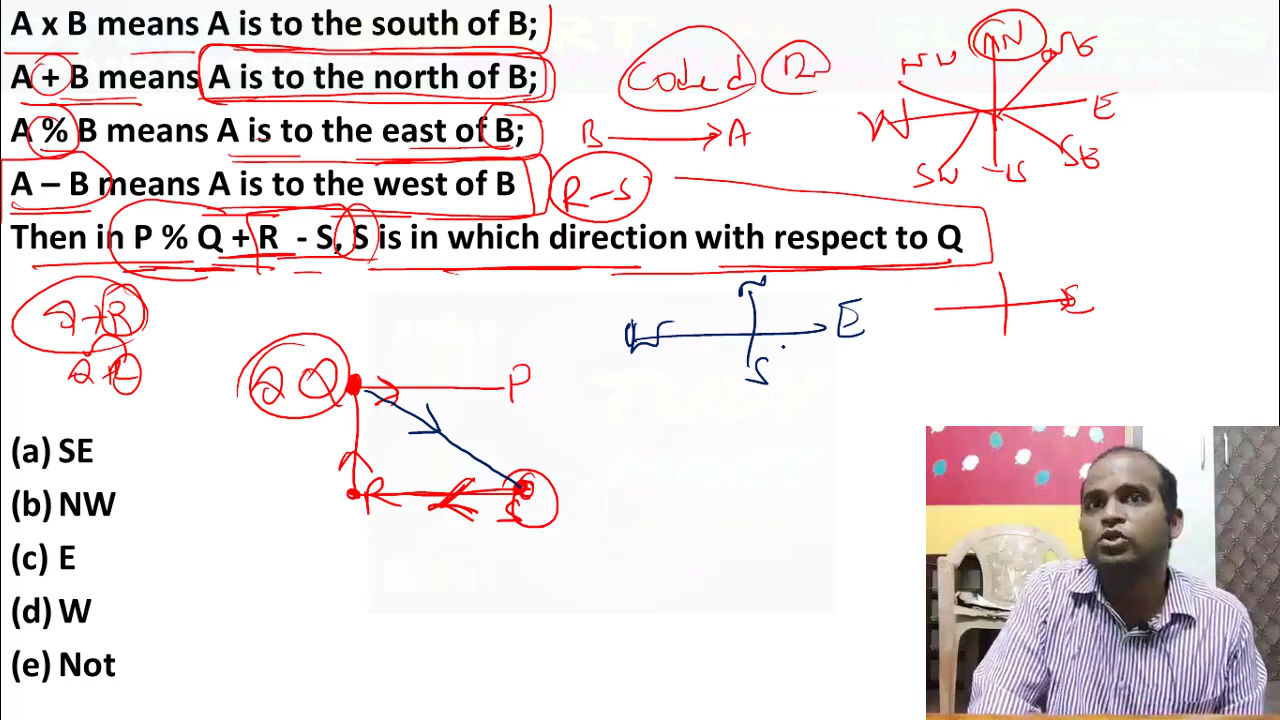 A x B means A is to the south of B;
A + B means A is to the north of B;
A % B means A is to the east of B;
A – B means A is to the west of B
Then in P % Q + R - S, S is in which direction with respect to Q
Coded
B → A
R – S
N
NE
E
SE
S
SW
W
NW
Q + R
Q + R
Q
P
R
S
N
E
S
W
E
(a) SE
(b) NW
(c) E
(d) W
(e) Not